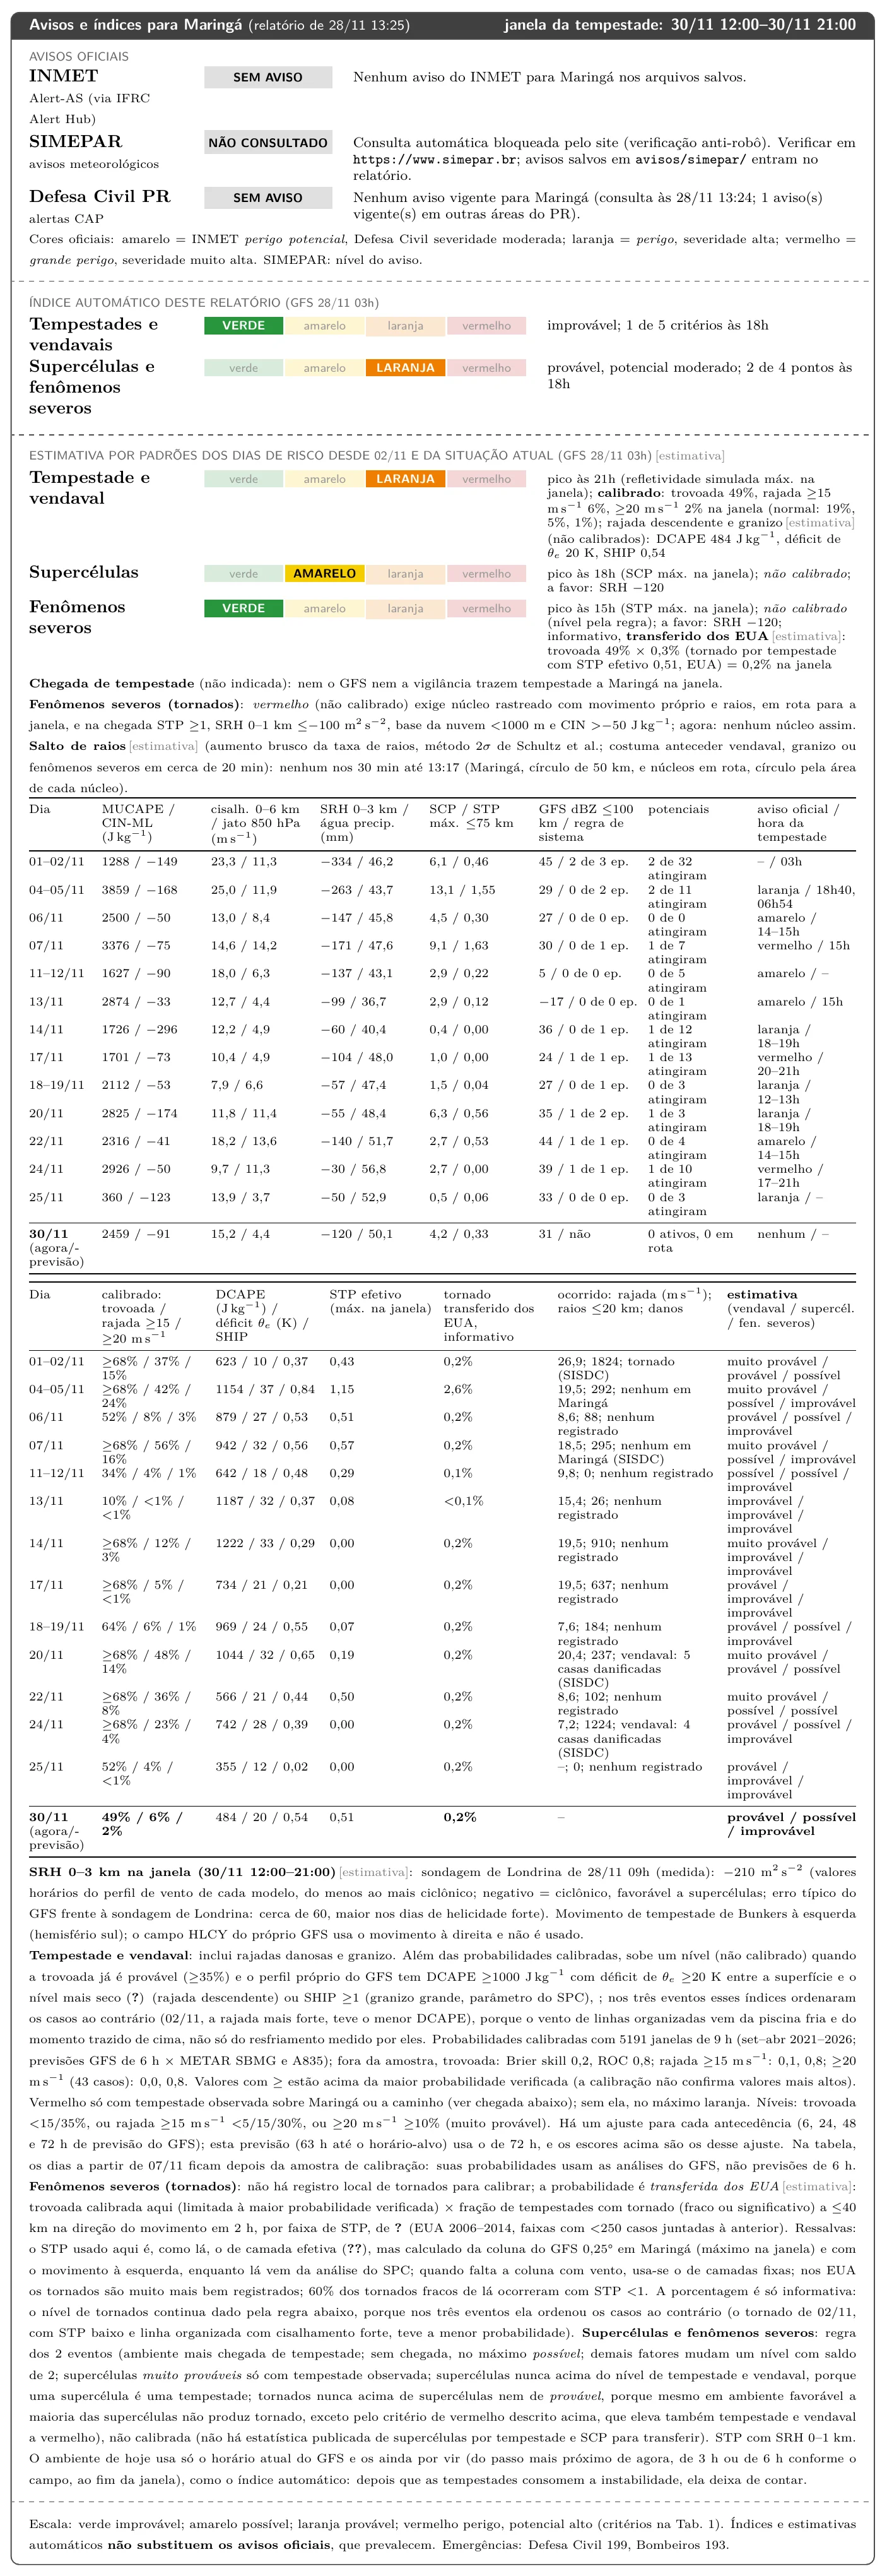 Avisos e índices para Maringá (relatório de 28/11 13:25) janela da tempestade: 30/11 12:00–30/11 21:00
AVISOS OFICIAIS
INMET SEM AVISO Nenhum aviso do INMET para Maringá nos arquivos salvos.
Alert-AS (via IFRC
Alert Hub)
SIMEPAR NÃO CONSULTADO Consulta automática bloqueada pelo site (verificação anti-robô). Verificar em
avisos meteorológicos https://www.simepar.br; avisos salvos em avisos/simepar/ entram no
relatório.
Defesa Civil PR SEM AVISO Nenhum aviso vigente para Maringá (consulta às 28/11 13:24; 1 aviso(s)
alertas CAP vigente(s) em outras áreas do PR).
Cores oficiais: amarelo = INMET perigo potencial, Defesa Civil severidade moderada; laranja = perigo, severidade alta; vermelho =
grande perigo, severidade muito alta. SIMEPAR: nível do aviso.
ÍNDICE AUTOMÁTICO DESTE RELATÓRIO (GFS 28/11 03h)
Tempestades e VERDE amarelo laranja vermelho improvável; 1 de 5 critérios às 18h
vendavais
Supercélulas e verde amarelo LARANJA vermelho provável, potencial moderado; 2 de 4 pontos às
fenômenos 18h
severos
ESTIMATIVA POR PADRÕES DOS DIAS DE RISCO DESDE 02/11 E DA SITUAÇÃO ATUAL (GFS 28/11 03h) [estimativa]
Tempestade e verde amarelo LARANJA vermelho pico às 21h (refletividade simulada máx. na
vendaval janela); calibrado: trovoada 49%, rajada ≥15
m s⁻¹ 6%, ≥20 m s⁻¹ 2% na janela (normal: 19%,
5%, 1%); rajada descendente e granizo [estimativa]
(não calibrados): DCAPE 484 J kg⁻¹, déficit de
θe 20 K, SHIP 0,54
Supercélulas verde AMARELO laranja vermelho pico às 18h (SCP máx. na janela); não calibrado;
a favor: SRH −120
Fenômenos VERDE amarelo laranja vermelho pico às 15h (STP máx. na janela); não calibrado
severos (nível pela regra); a favor: SRH −120;
informativo, transferido dos EUA [estimativa]:
trovoada 49% × 0,3% (tornado por tempestade
com STP efetivo 0,51, EUA) = 0,2% na janela
Chegada de tempestade (não indicada): nem o GFS nem a vigilância trazem tempestade a Maringá na janela.
Fenômenos severos (tornados): vermelho (não calibrado) exige núcleo rastreado com movimento próprio e raios, em rota para a
janela, e na chegada STP ≥1, SRH 0–1 km ≤−100 m² s⁻², base da nuvem <1000 m e CIN >−50 J kg⁻¹; agora: nenhum núcleo assim.
Salto de raios [estimativa] (aumento brusco da taxa de raios, método 2σ de Schultz et al.; costuma anteceder vendaval, granizo ou
fenômenos severos em cerca de 20 min): nenhum nos 30 min até 13:17 (Maringá, círculo de 50 km, e núcleos em rota, círculo pela área
de cada núcleo).
Dia MUCAPE / cisalh. 0–6 km SRH 0–3 km / SCP / STP GFS dBZ ≤100 potenciais aviso oficial /
CIN-ML / jato 850 hPa água precip. máx. ≤75 km km / regra de hora da
(J kg⁻¹) (m s⁻¹) (mm) sistema tempestade
01–02/11 1288 / −149 23,3 / 11,3 −334 / 46,2 6,1 / 0,46 45 / 2 de 3 ep. 2 de 32 – / 03h
atingiram
04–05/11 3859 / −168 25,0 / 11,9 −263 / 43,7 13,1 / 1,55 29 / 0 de 2 ep. 2 de 11 laranja / 18h40,
atingiram 06h54
06/11 2500 / −50 13,0 / 8,4 −147 / 45,8 4,5 / 0,30 27 / 0 de 0 ep. 0 de 0 amarelo /
atingiram 14–15h
07/11 3376 / −75 14,6 / 14,2 −171 / 47,6 9,1 / 1,63 30 / 0 de 1 ep. 1 de 7 vermelho / 15h
atingiram
11–12/11 1627 / −90 18,0 / 6,3 −137 / 43,1 2,9 / 0,22 5 / 0 de 0 ep. 0 de 5 amarelo / –
atingiram
13/11 2874 / −33 12,7 / 4,4 −99 / 36,7 2,9 / 0,12 −17 / 0 de 0 ep. 0 de 1 amarelo / 15h
atingiram
14/11 1726 / −296 12,2 / 4,9 −60 / 40,4 0,4 / 0,00 36 / 0 de 1 ep. 1 de 12 laranja /
atingiram 18–19h
17/11 1701 / −73 10,4 / 4,9 −104 / 48,0 1,0 / 0,00 24 / 1 de 1 ep. 1 de 13 vermelho /
atingiram 20–21h
18–19/11 2112 / −53 7,9 / 6,6 −57 / 47,4 1,5 / 0,04 27 / 0 de 1 ep. 0 de 3 laranja /
atingiram 12–13h
20/11 2825 / −174 11,8 / 11,4 −55 / 48,4 6,3 / 0,56 35 / 1 de 2 ep. 1 de 3 laranja /
atingiram 18–19h
22/11 2316 / −41 18,2 / 13,6 −140 / 51,7 2,7 / 0,53 44 / 1 de 1 ep. 0 de 4 amarelo /
atingiram 14–15h
24/11 2926 / −50 9,7 / 11,3 −30 / 56,8 2,7 / 0,00 39 / 1 de 1 ep. 1 de 10 vermelho /
atingiram 17–21h
25/11 360 / −123 13,9 / 3,7 −50 / 52,9 0,5 / 0,06 33 / 0 de 0 ep. 0 de 3 laranja / –
atingiram
30/11 2459 / −91 15,2 / 4,4 −120 / 50,1 4,2 / 0,33 31 / não 0 ativos, 0 em nenhum / –
(agora/- rota
previsão)
Dia calibrado: DCAPE STP efetivo tornado ocorrido: rajada (m s⁻¹); estimativa
trovoada / (J kg⁻¹) / (máx. na janela) transferido dos raios ≤20 km; danos (vendaval / supercél.
rajada ≥15 / déficit θe (K) / EUA, / fen. severos)
≥20 m s⁻¹ SHIP informativo
01–02/11 ≥68% / 37% / 623 / 10 / 0,37 0,43 0,2% 26,9; 1824; tornado muito provável /
15% (SISDC) provável / possível
04–05/11 ≥68% / 42% / 1154 / 37 / 0,84 1,15 2,6% 19,5; 292; nenhum em muito provável /
24% Maringá possível / improvável
06/11 52% / 8% / 3% 879 / 27 / 0,53 0,51 0,2% 8,6; 88; nenhum provável / possível /
registrado improvável
07/11 ≥68% / 56% / 942 / 32 / 0,56 0,57 0,2% 18,5; 295; nenhum em muito provável /
16% Maringá (SISDC) possível / improvável
11–12/11 34% / 4% / 1% 642 / 18 / 0,48 0,29 0,1% 9,8; 0; nenhum registrado possível / possível /
improvável
13/11 10% / <1% / 1187 / 32 / 0,37 0,08 <0,1% 15,4; 26; nenhum improvável /
<1% registrado improvável /
improvável
14/11 ≥68% / 12% / 1222 / 33 / 0,29 0,00 0,2% 19,5; 910; nenhum muito provável /
3% registrado improvável /
improvável
17/11 ≥68% / 5% / 734 / 21 / 0,21 0,00 0,2% 19,5; 637; nenhum provável /
<1% registrado improvável /
improvável
18–19/11 64% / 6% / 1% 969 / 24 / 0,55 0,07 0,2% 7,6; 184; nenhum provável / possível /
registrado improvável
20/11 ≥68% / 48% / 1044 / 32 / 0,65 0,19 0,2% 20,4; 237; vendaval: 5 muito provável /
14% casas danificadas provável / possível
(SISDC)
22/11 ≥68% / 36% / 566 / 21 / 0,44 0,50 0,2% 8,6; 102; nenhum muito provável /
8% registrado possível / possível
24/11 ≥68% / 23% / 742 / 28 / 0,39 0,00 0,2% 7,2; 1224; vendaval: 4 provável / possível /
4% casas danificadas improvável
(SISDC)
25/11 52% / 4% / 355 / 12 / 0,02 0,00 0,2% –; 0; nenhum registrado provável /
<1% improvável /
improvável
30/11 49% / 6% / 484 / 20 / 0,54 0,51 0,2% – provável / possível
(agora/- 2% / improvável
previsão)
SRH 0–3 km na janela (30/11 12:00–21:00) [estimativa]: sondagem de Londrina de 28/11 09h (medida): −210 m² s⁻² (valores
horários do perfil de vento de cada modelo, do menos ao mais ciclônico; negativo = ciclônico, favorável a supercélulas; erro típico do
GFS frente à sondagem de Londrina: cerca de 60, maior nos dias de helicidade forte). Movimento de tempestade de Bunkers à esquerda
(hemisfério sul); o campo HLCY do próprio GFS usa o movimento à direita e não é usado.
Tempestade e vendaval: inclui rajadas danosas e granizo. Além das probabilidades calibradas, sobe um nível (não calibrado) quando
a trovoada já é provável (≥35%) e o perfil próprio do GFS tem DCAPE ≥1000 J kg⁻¹ com déficit de θe ≥20 K entre a superfície e o
nível mais seco (?) (rajada descendente) ou SHIP ≥1 (granizo grande, parâmetro do SPC), ; nos três eventos esses índices ordenaram
os casos ao contrário (02/11, a rajada mais forte, teve o menor DCAPE), porque o vento de linhas organizadas vem da piscina fria e do
momento trazido de cima, não só do resfriamento medido por eles. Probabilidades calibradas com 5191 janelas de 9 h (set–abr 2021–2026;
previsões GFS de 6 h × METAR SBMG e A835); fora da amostra, trovoada: Brier skill 0,2, ROC 0,8; rajada ≥15 m s⁻¹: 0,1, 0,8; ≥20
m s⁻¹ (43 casos): 0,0, 0,8. Valores com ≥ estão acima da maior probabilidade verificada (a calibração não confirma valores mais altos).
Vermelho só com tempestade observada sobre Maringá ou a caminho (ver chegada abaixo); sem ela, no máximo laranja. Níveis: trovoada
<15/35%, ou rajada ≥15 m s⁻¹ <5/15/30%, ou ≥20 m s⁻¹ ≥10% (muito provável). Há um ajuste para cada antecedência (6, 24, 48
e 72 h de previsão do GFS); esta previsão (63 h até o horário-alvo) usa o de 72 h, e os escores acima são os desse ajuste. Na tabela,
os dias a partir de 07/11 ficam depois da amostra de calibração: suas probabilidades usam as análises do GFS, não previsões de 6 h.
Fenômenos severos (tornados): não há registro local de tornados para calibrar; a probabilidade é transferida dos EUA [estimativa]:
trovoada calibrada aqui (limitada à maior probabilidade verificada) × fração de tempestades com tornado (fraco ou significativo) a ≤40
km na direção do movimento em 2 h, por faixa de STP, de ? (EUA 2006–2014, faixas com <250 casos juntadas à anterior). Ressalvas:
o STP usado aqui é, como lá, o de camada efetiva (??), mas calculado da coluna do GFS 0,25° em Maringá (máximo na janela) e com
o movimento à esquerda, enquanto lá vem da análise do SPC; quando falta a coluna com vento, usa-se o de camadas fixas; nos EUA
os tornados são muito mais bem registrados; 60% dos tornados fracos de lá ocorreram com STP <1. A porcentagem é só informativa:
o nível de tornados continua dado pela regra abaixo, porque nos três eventos ela ordenou os casos ao contrário (o tornado de 02/11,
com STP baixo e linha organizada com cisalhamento forte, teve a menor probabilidade). Supercélulas e fenômenos severos: regra
dos 2 eventos (ambiente mais chegada de tempestade; sem chegada, no máximo possível; demais fatores mudam um nível com saldo
de 2; supercélulas muito prováveis só com tempestade observada; supercélulas nunca acima do nível de tempestade e vendaval, porque
uma supercélula é uma tempestade; tornados nunca acima de supercélulas nem de provável, porque mesmo em ambiente favorável a
maioria das supercélulas não produz tornado, exceto pelo critério de vermelho descrito acima, que eleva também tempestade e vendaval
a vermelho), não calibrada (não há estatística publicada de supercélulas por tempestade e SCP para transferir). STP com SRH 0–1 km.
O ambiente de hoje usa só o horário atual do GFS e os ainda por vir (do passo mais próximo de agora, de 3 h ou de 6 h conforme o
campo, ao fim da janela), como o índice automático: depois que as tempestades consomem a instabilidade, ela deixa de contar.
Escala: verde improvável; amarelo possível; laranja provável; vermelho perigo, potencial alto (critérios na Tab. 1). Índices e estimativas
automáticos não substituem os avisos oficiais, que prevalecem. Emergências: Defesa Civil 199, Bombeiros 193.